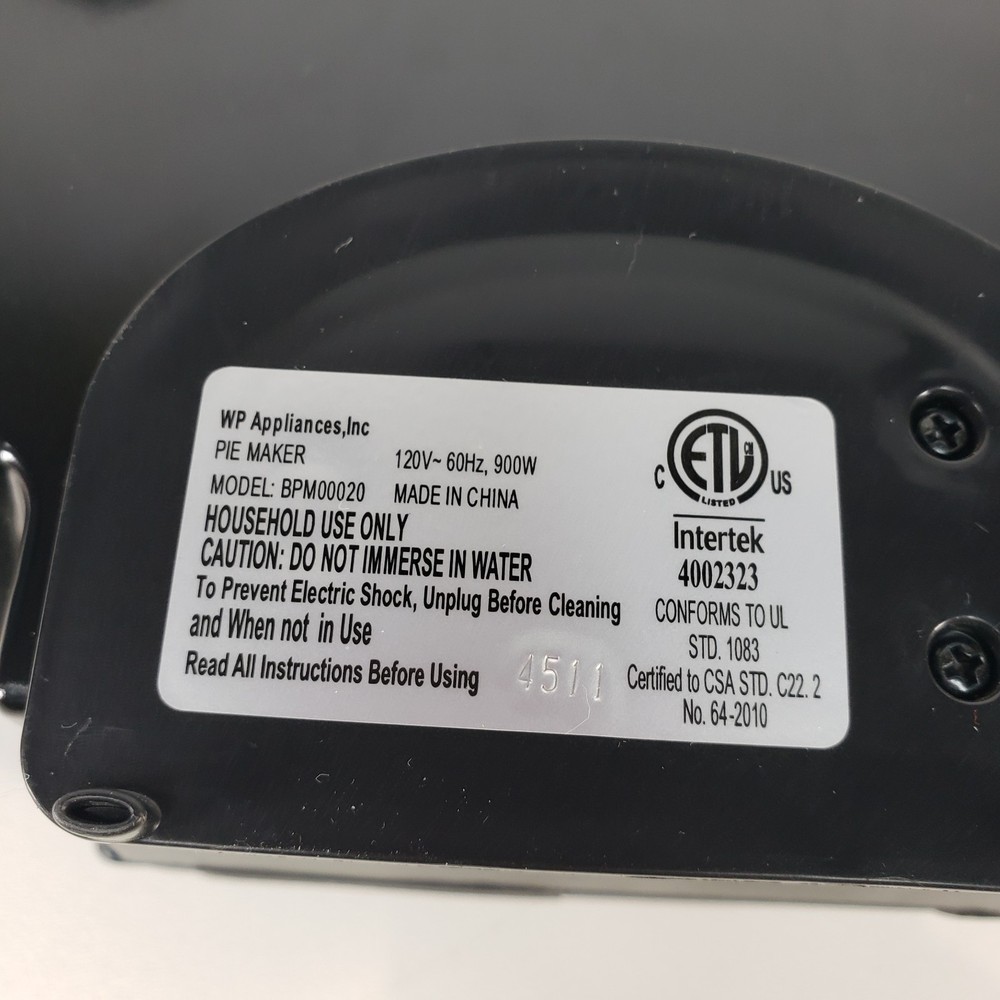 WP Appliances,Inc
PIE MAKER 120V~ 60Hz, 900W
MODEL: BPM00020 MADE IN CHINA
HOUSEHOLD USE ONLY
CAUTION: DO NOT IMMERSE IN WATER
To Prevent Electric Shock, Unplug Before Cleaning
and When not in Use
Read All Instructions Before Using
4511
ETL CM
C US
LISTED
Intertek
4002323
CONFORMS TO UL
STD. 1083
Certified to CSA STD. C22. 2
No. 64-2010